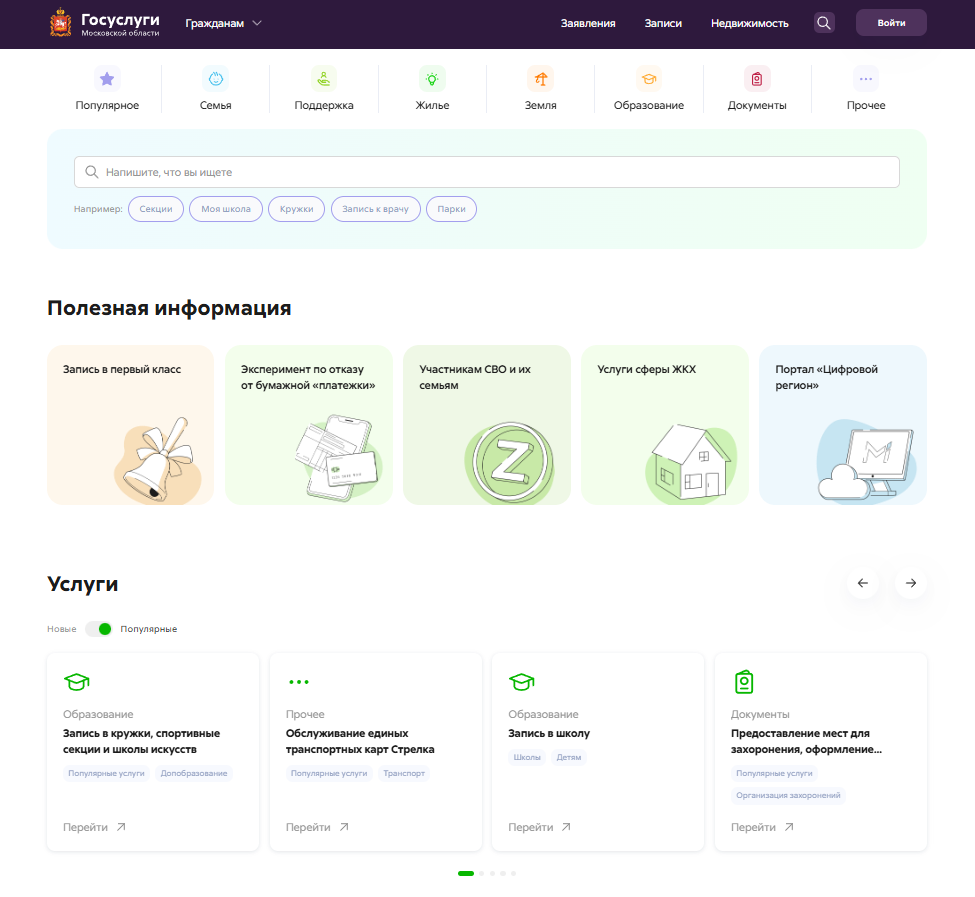 Госуслуги
Московской области
Гражданам
Заявления
Записи
Недвижимость
Войти
Популярное
Семья
Поддержка
Жилье
Земля
Образование
Документы
Прочее
Напишите, что вы ищете
Например:
Секции
Моя школа
Кружки
Запись к врачу
Парки
Полезная информация
Запись в первый класс
Эксперимент по отказу
от бумажной «платежки»
Участникам СВО и их
семьям
Услуги сферы ЖКХ
Портал «Цифровой
регион»
Z
M
Услуги
Новые
Популярные
Образование
Запись в кружки, спортивные
секции и школы искусств
Популярные услуги
Допобразование
Перейти
Прочее
Обслуживание единых
транспортных карт Стрелка
Популярные услуги
Транспорт
Перейти
Образование
Запись в школу
Школы
Детям
Перейти
Документы
Предоставление мест для
захоронения, оформление...
Популярные услуги
Организация захоронений
Перейти